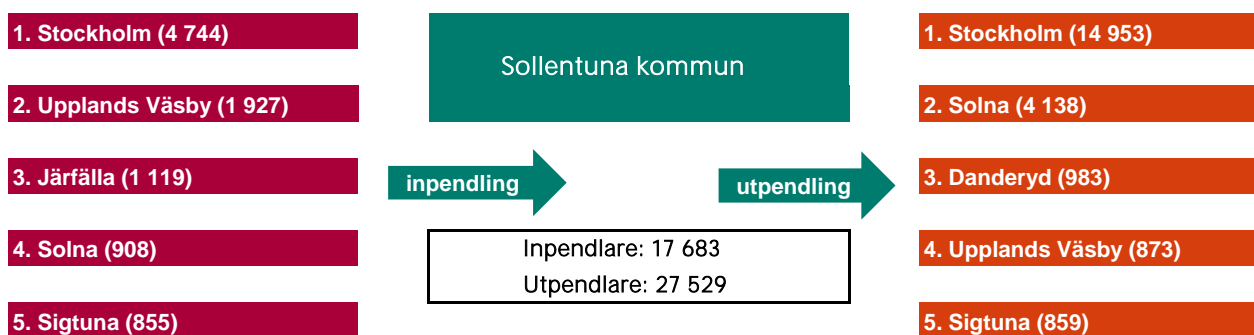 1. Stockholm (4 744)
2. Upplands Väsby (1 927)
3. Järfälla (1 119)
4. Solna (908)
5. Sigtuna (855)
Sollentuna kommun
inpendling
utpendling
Inpendlare: 17 683
Utpendlare: 27 529
1. Stockholm (14 953)
2. Solna (4 138)
3. Danderyd (983)
4. Upplands Väsby (873)
5. Sigtuna (859)